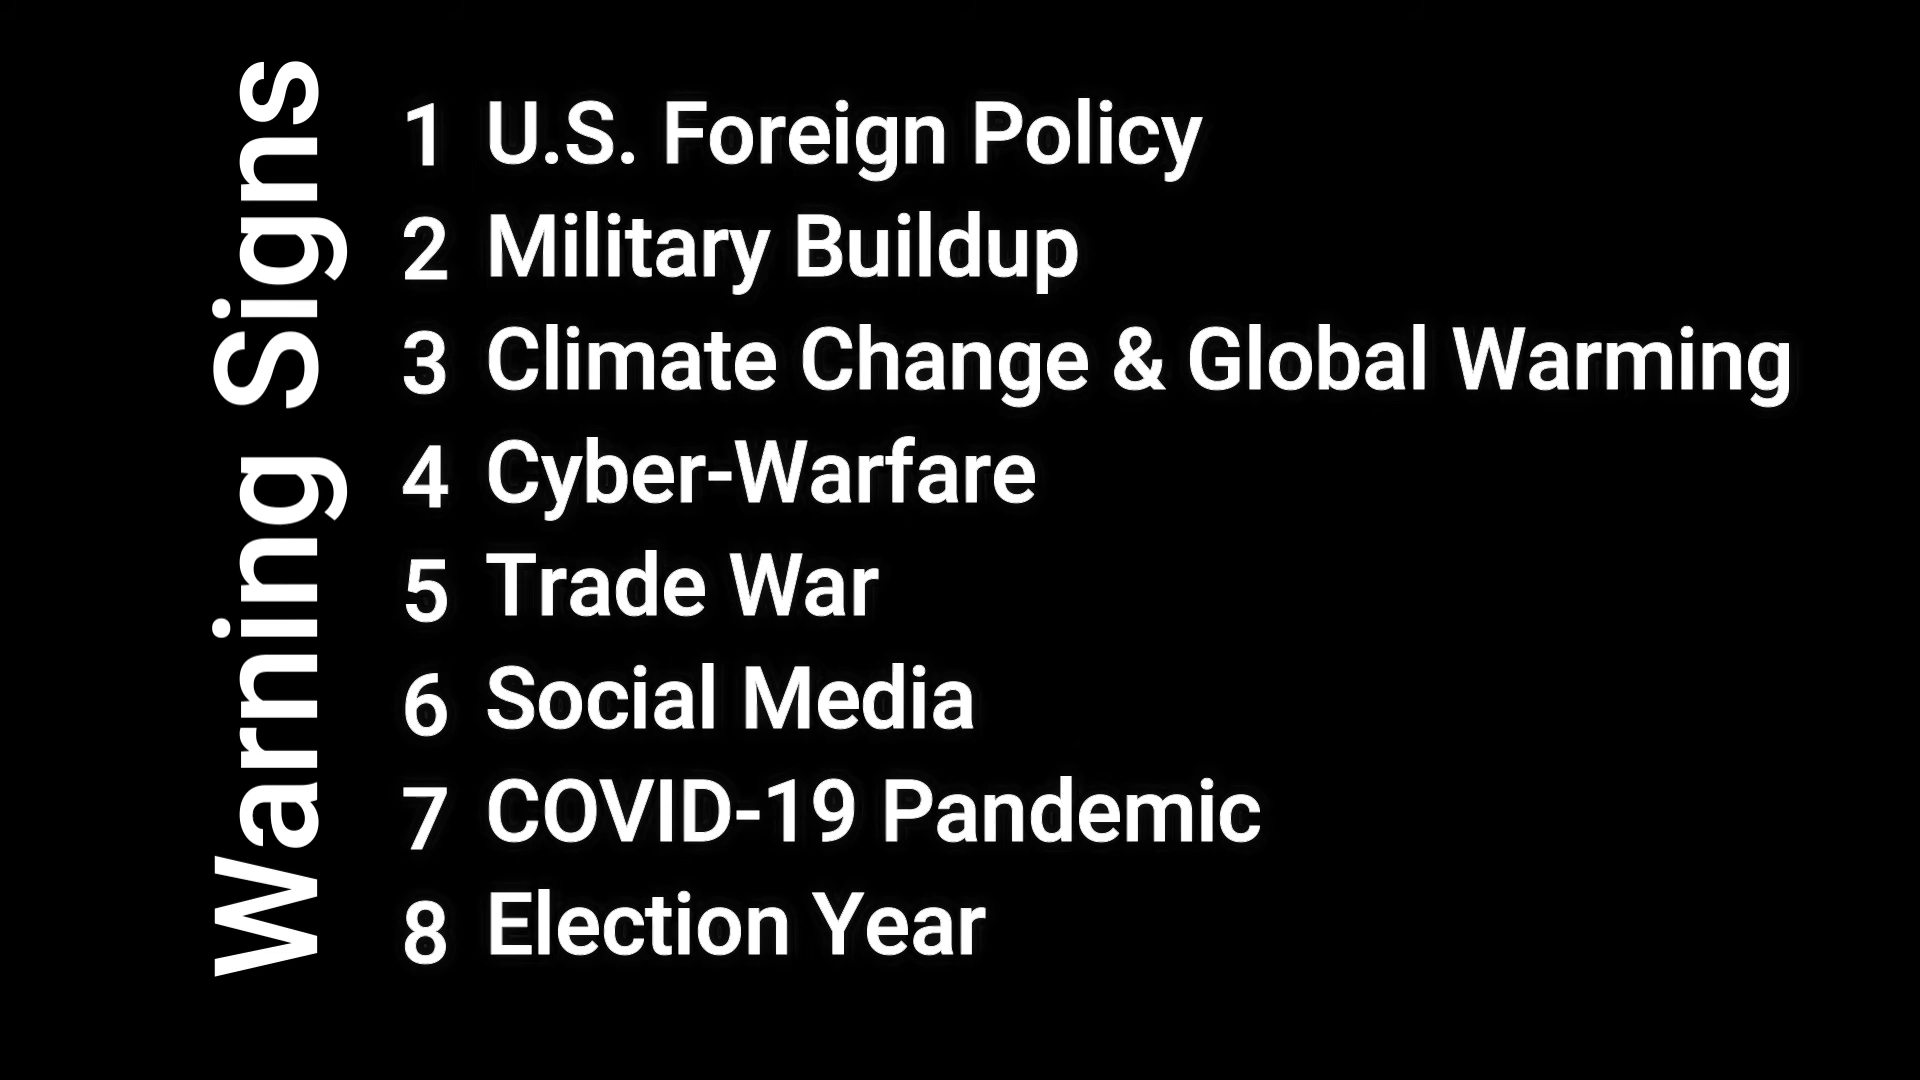 Warning Signs
1 U.S. Foreign Policy
2 Military Buildup
3 Climate Change & Global Warming
4 Cyber-Warfare
5 Trade War
6 Social Media
7 COVID-19 Pandemic
8 Election Year